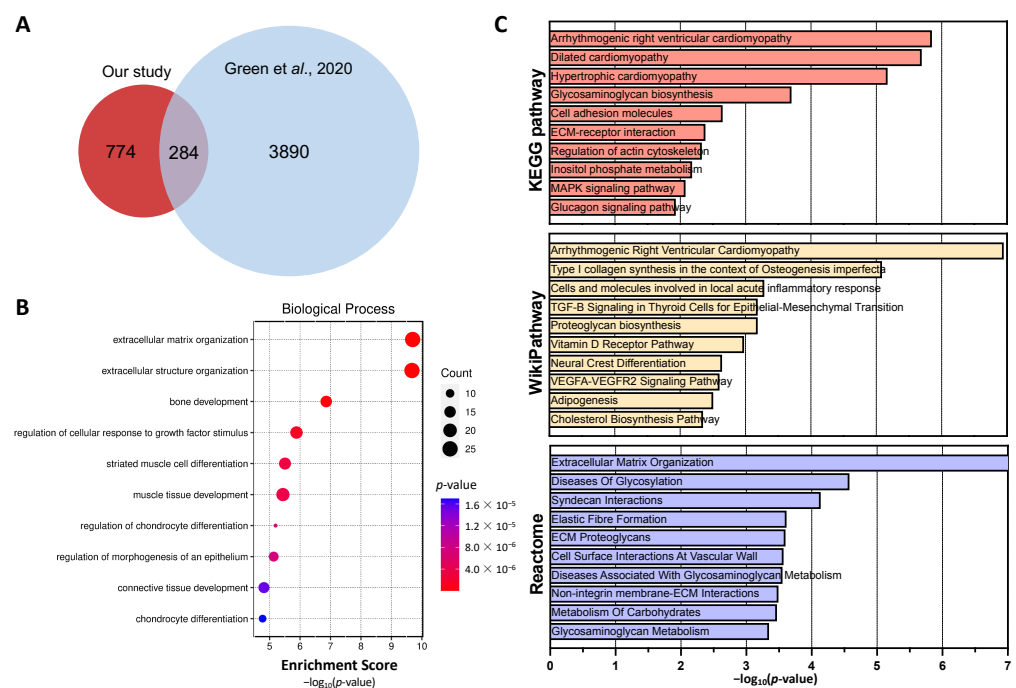 A
Our study
Green et al., 2020
774
284
3890
B
Biological Process
extracellular matrix organization
extracellular structure organization
bone development
regulation of cellular response to growth factor stimulus
striated muscle cell differentiation
muscle tissue development
regulation of chondrocyte differentiation
regulation of morphogenesis of an epithelium
connective tissue development
chondrocyte differentiation
5 6 7 8 9 10
Enrichment Score
−log₁₀(p-value)
Count
10
15
20
25
p-value
1.6 × 10⁻⁵
1.2 × 10⁻⁵
8.0 × 10⁻⁶
4.0 × 10⁻⁶
C
KEGG pathway
Arrhythmogenic right ventricular cardiomyopathy
Dilated cardiomyopathy
Hypertrophic cardiomyopathy
Glycosaminoglycan biosynthesis
Cell adhesion molecules
ECM-receptor interaction
Regulation of actin cytoskeleton
Inositol phosphate metabolism
MAPK signaling pathway
Glucagon signaling pathway
WikiPathway
Arrhythmogenic Right Ventricular Cardiomyopathy
Type I collagen synthesis in the context of Osteogenesis imperfecta
Cells and molecules involved in local acute inflammatory response
TGF-B Signaling in Thyroid Cells for Epithelial-Mesenchymal Transition
Proteoglycan biosynthesis
Vitamin D Receptor Pathway
Neural Crest Differentiation
VEGFA-VEGFR2 Signaling Pathway
Adipogenesis
Cholesterol Biosynthesis Pathway
Reactome
Extracellular Matrix Organization
Diseases Of Glycosylation
Syndecan Interactions
Elastic Fibre Formation
ECM Proteoglycans
Cell Surface Interactions At Vascular Wall
Diseases Associated With Glycosaminoglycan Metabolism
Non-integrin membrane-ECM Interactions
Metabolism Of Carbohydrates
Glycosaminoglycan Metabolism
0 1 2 3 4 5 6 7
−log₁₀(p-value)